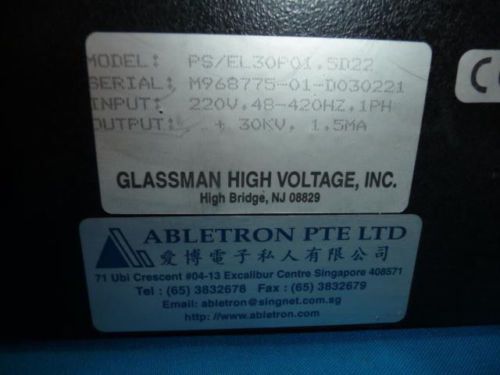 MODEL: PS/EL30P01.5D22
SERIAL: M968775-01-D030221
INPUT: 220V,48-420HZ,1PH
OUTPUT: + 30KV, 1.5MA
GLASSMAN HIGH VOLTAGE, INC.
High Bridge, NJ 08829
CE
ABLETRON PTE LTD
愛博電子私人有限公司
71 Ubi Crescent #04-13 Excalibur Centre Singapore 408571
Tel : (65) 3832678 Fax : (65) 3832679
Email: abletron@singnet.com.sg
http://www.abletron.com